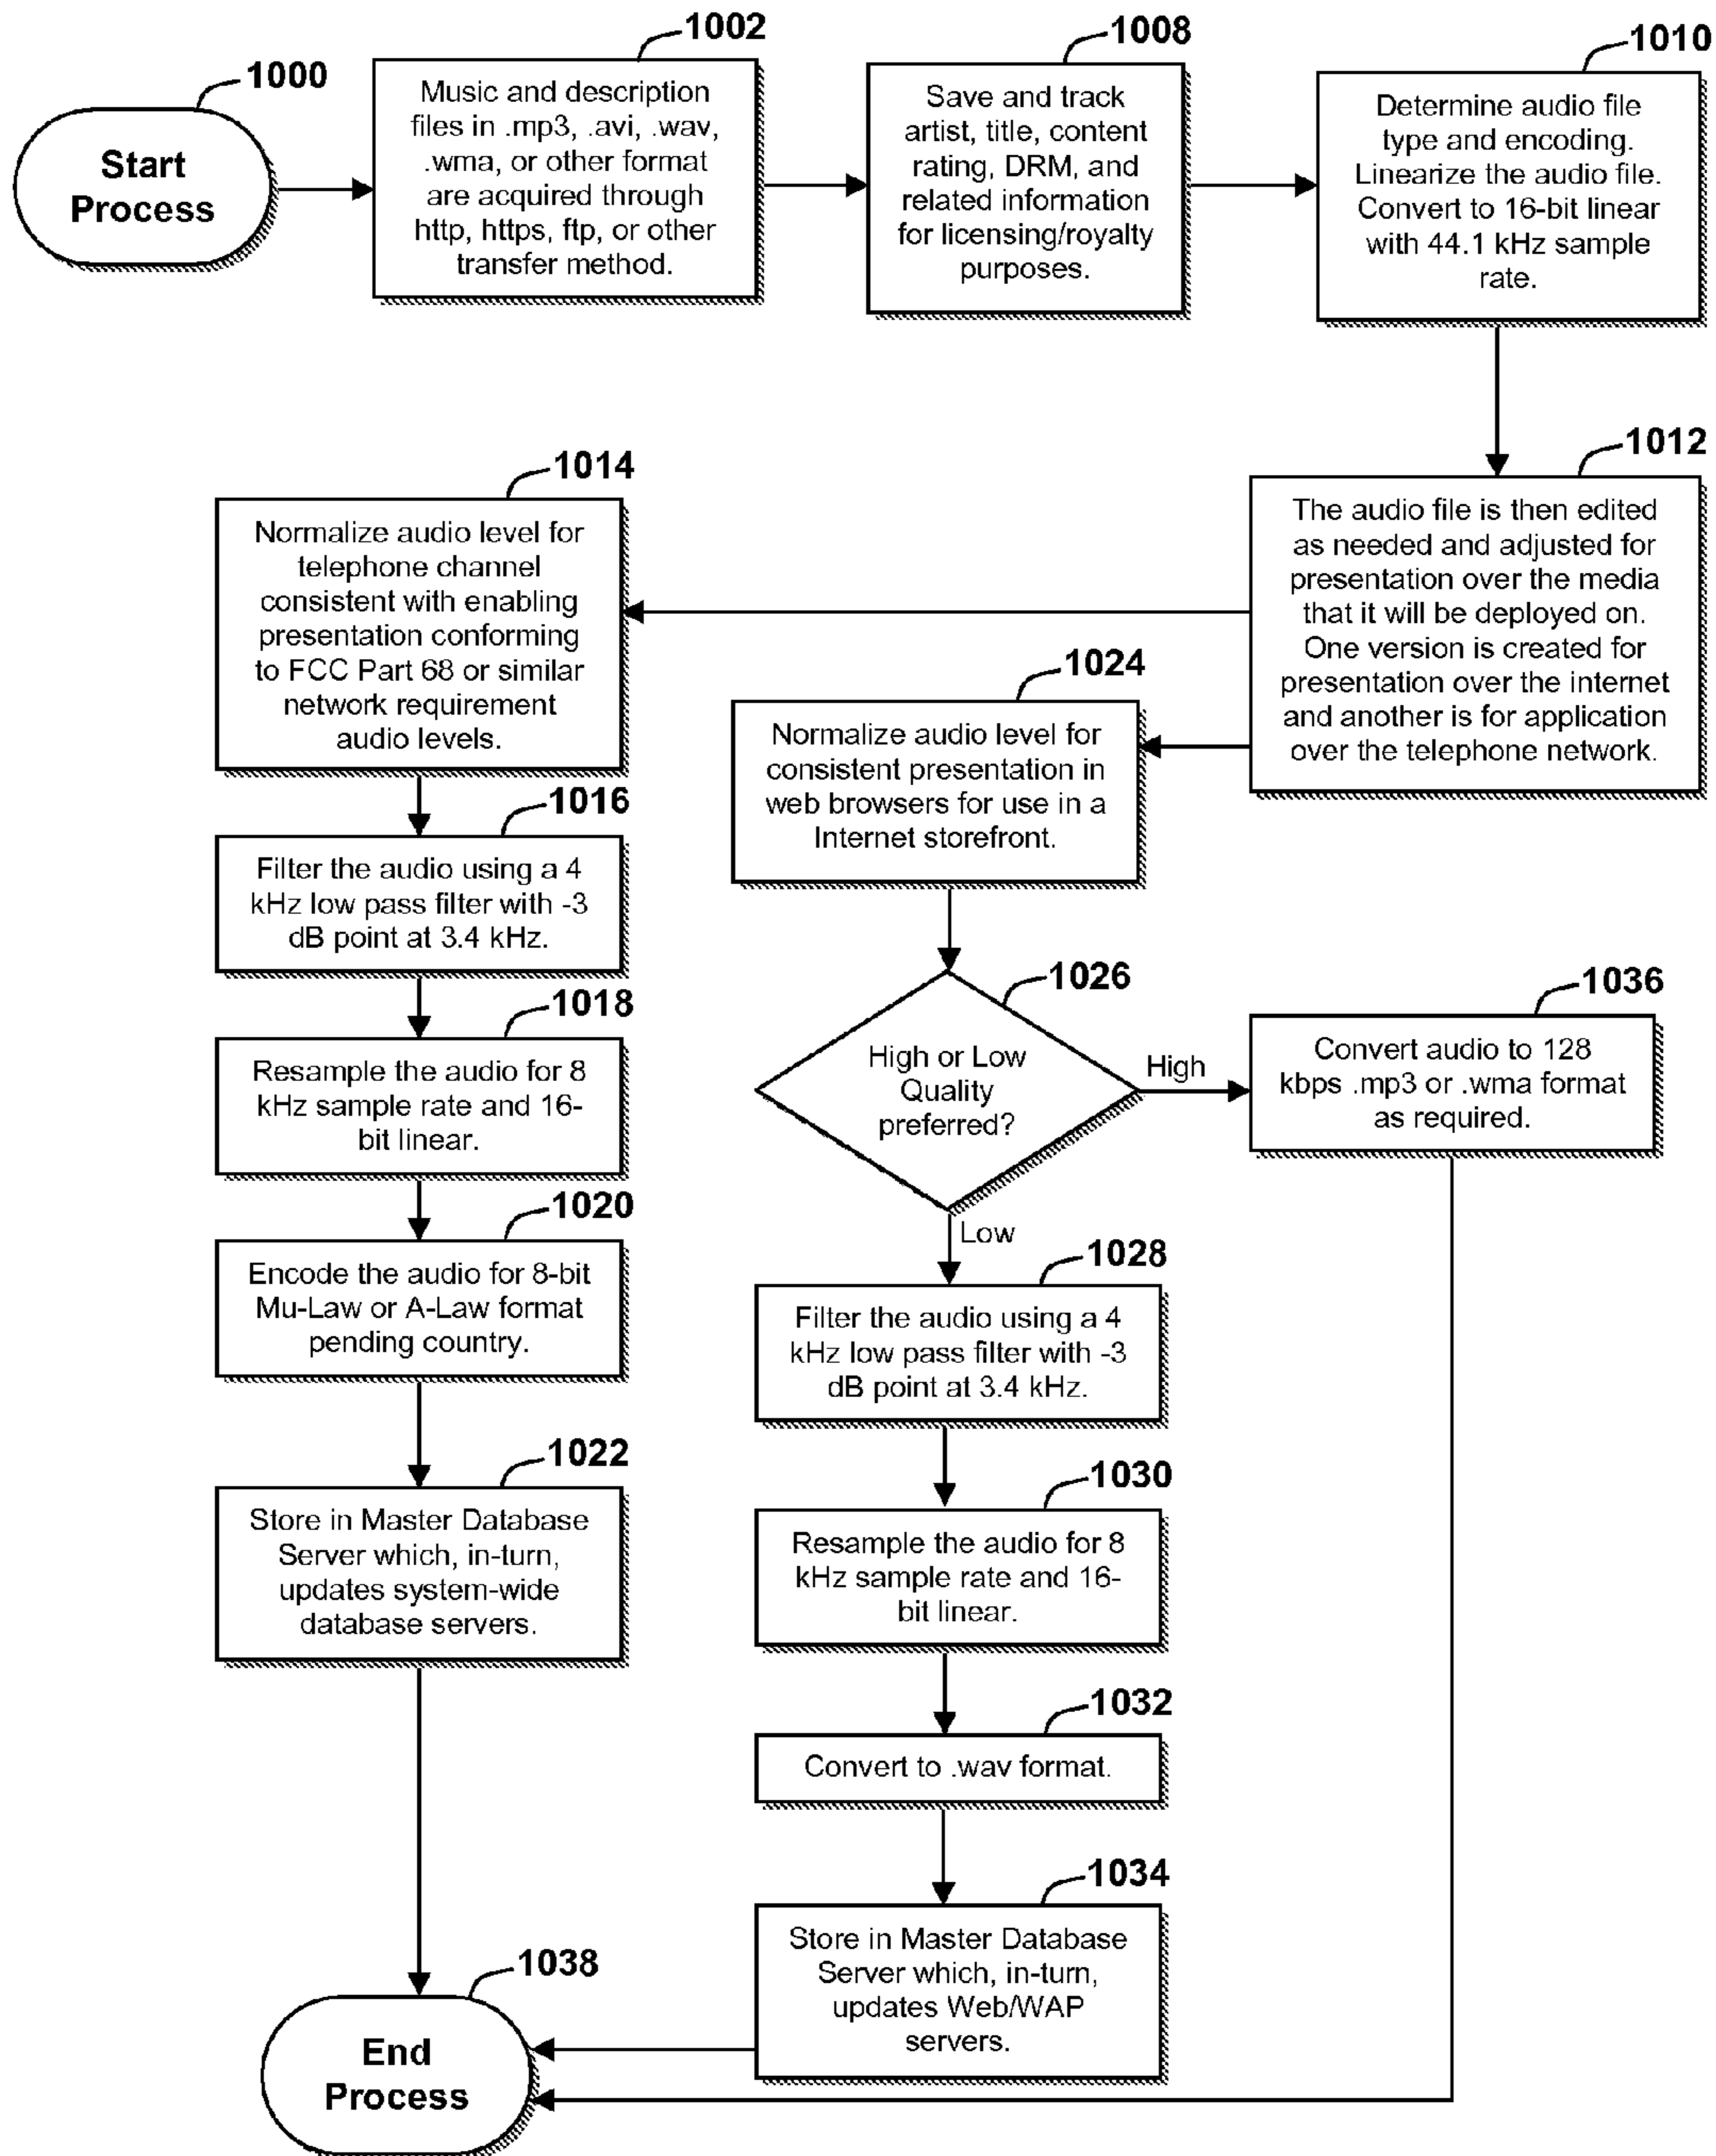 1000
Start
Process
1002
Music and description
files in .mp3, .avi, .wav,
.wma, or other format
are acquired through
http, https, ftp, or other
transfer method.
1008
Save and track
artist, title, content
rating, DRM, and
related information
for licensing/royalty
purposes.
1010
Determine audio file
type and encoding.
Linearize the audio file.
Convert to 16-bit linear
with 44.1 kHz sample
rate.
1012
The audio file is then edited
as needed and adjusted for
presentation over the media
that it will be deployed on.
One version is created for
presentation over the internet
and another is for application
over the telephone network.
1014
Normalize audio level for
telephone channel
consistent with enabling
presentation conforming
to FCC Part 68 or similar
network requirement
audio levels.
1016
Filter the audio using a 4
kHz low pass filter with -3
dB point at 3.4 kHz.
1018
Resample the audio for 8
kHz sample rate and 16-
bit linear.
1020
Encode the audio for 8-bit
Mu-Law or A-Law format
pending country.
1022
Store in Master Database
Server which, in-turn,
updates system-wide
database servers.
1024
Normalize audio level for
consistent presentation in
web browsers for use in a
Internet storefront.
1026
High or Low
Quality
preferred?
High
Low
1036
Convert audio to 128
kbps .mp3 or .wma format
as required.
1028
Filter the audio using a 4
kHz low pass filter with -3
dB point at 3.4 kHz.
1030
Resample the audio for 8
kHz sample rate and 16-
bit linear.
1032
Convert to .wav format.
1034
Store in Master Database
Server which, in-turn,
updates Web/WAP
servers.
1038
End
Process